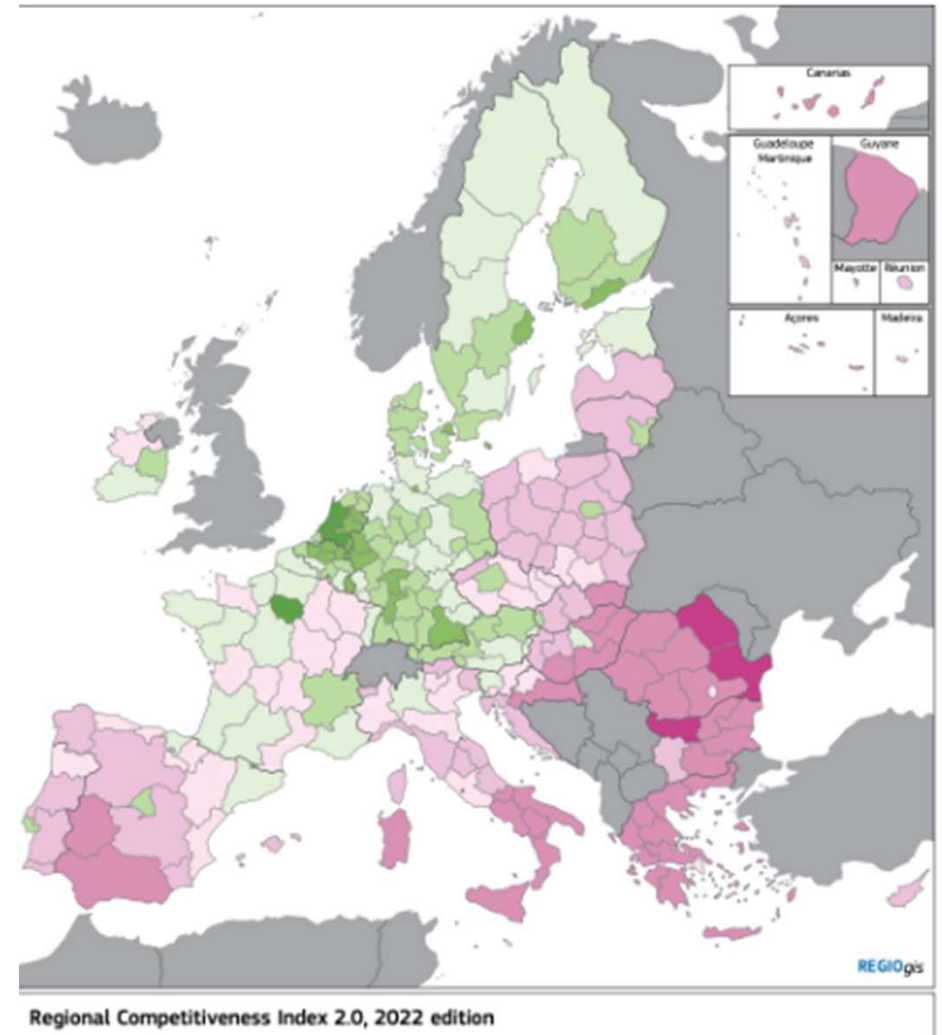 Canarias
Guadeloupe
Martinique
Guyane
Mayotte
Réunion
Açores
Madeira
REGIOgis
Regional Competitiveness Index 2.0, 2022 edition